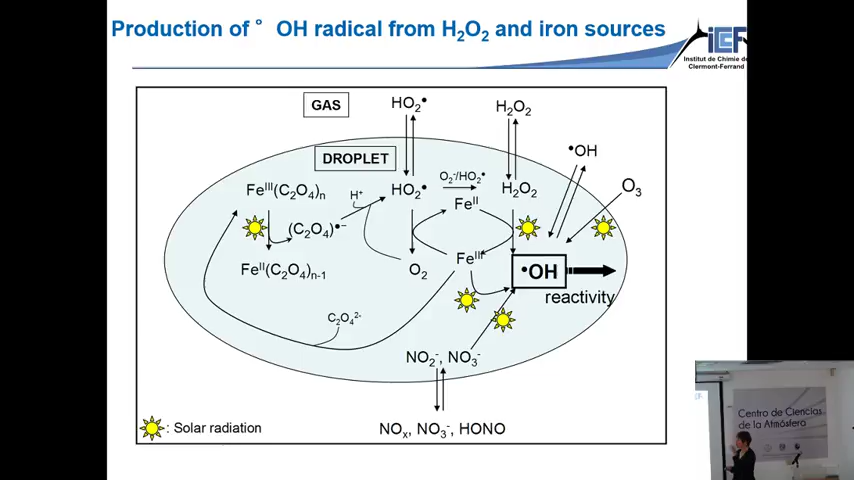 Production of °OH radical from H₂O₂ and iron sources
iCCF
Institut de Chimie de
Clermont-Ferrand
GAS
HO₂•
H₂O₂
•OH
DROPLET
O₃
Feᴵᴵᴵ(C₂O₄)ₙ
H⁺
HO₂•
O₂⁻/HO₂•
H₂O₂
Feᴵᴵ
(C₂O₄)•⁻
Feᴵᴵᴵ
Feᴵᴵ(C₂O₄)ₙ₋₁
O₂
•OH
reactivity
C₂O₄²⁻
NO₂⁻, NO₃⁻
: Solar radiation
NOₓ, NO₃⁻, HONO
Centro de Ciencias
de la Atmósfera